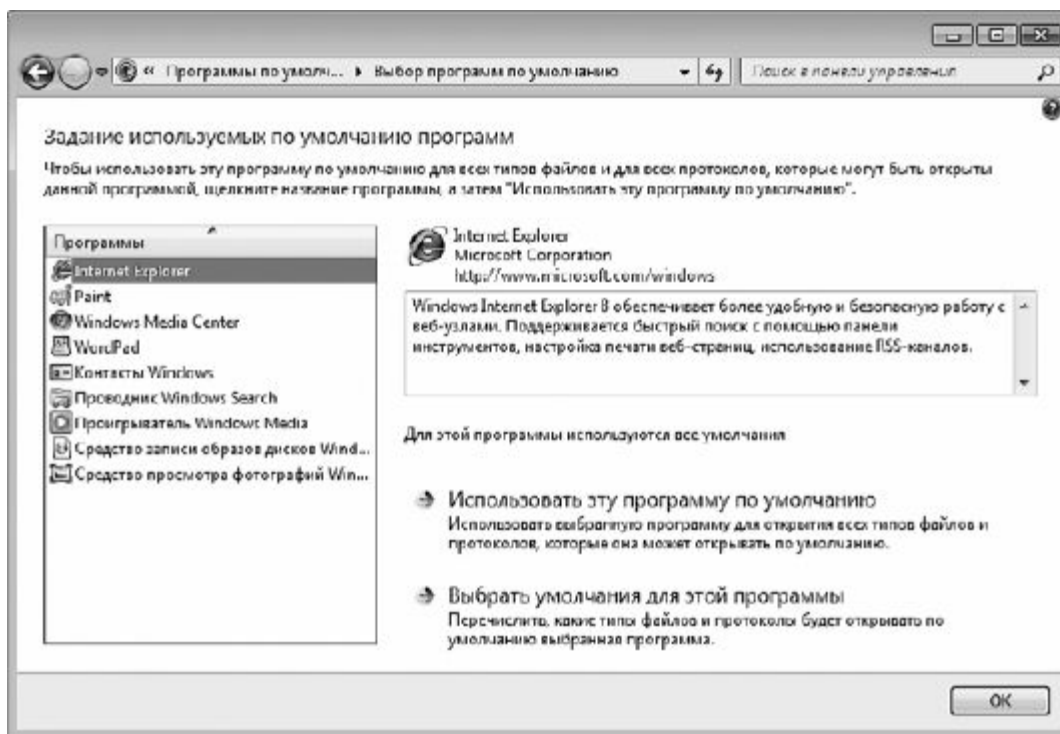 « Программы по умолч... ▸ Выбор программ по умолчанию
Поиск в панели управления
Задание используемых по умолчанию программ
Чтобы использовать эту программу по умолчанию для всех типов файлов и для всех протоколов, которые могут быть открыты
данной программой, щелкните название программы, а затем "Использовать эту программу по умолчанию".
Программы
Internet Explorer
Paint
Windows Media Center
WordPad
Контакты Windows
Проводник Windows Search
Проигрыватель Windows Media
Средство записи образов дисков Wind...
Средство просмотра фотографий Win...
Internet Explorer
Microsoft Corporation
http://www.microsoft.com/windows
Windows Internet Explorer 8 обеспечивает более удобную и безопасную работу с
веб-узлами. Поддерживается быстрый поиск с помощью панели
инструментов, настройка печати веб-страниц, использование RSS-каналов.
Для этой программы используются все умолчания
Использовать эту программу по умолчанию
Использовать выбранную программу для открытия всех типов файлов и
протоколов, которые она может открывать по умолчанию.
Выбрать умолчания для этой программы
Перечислить, какие типы файлов и протоколы будет открывать по
умолчанию выбранная программа.
OK